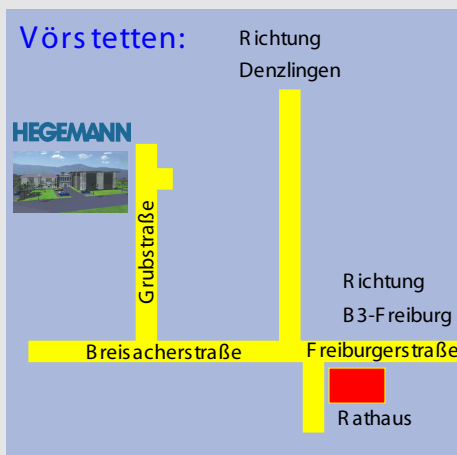 Vörstetten:
Richtung
Denzlingen
HEGEMANN
Grubstraße
Richtung
B3-Freiburg
Breisacherstraße
Freiburgerstraße
Rathaus